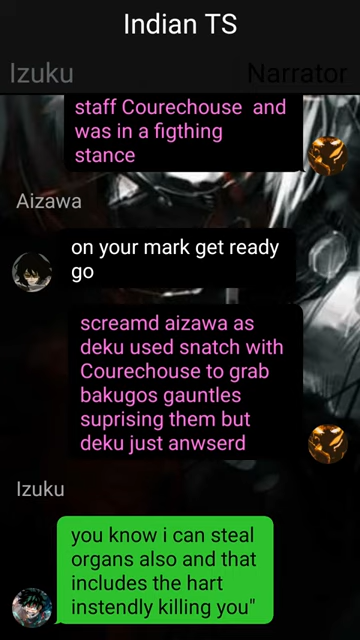 Indian TS
Izuku
Narrator
staff Courechouse and
was in a figthing
stance
Aizawa
on your mark get ready
go
screamd aizawa as
deku used snatch with
Courechouse to grab
bakugos gauntles
suprising them but
deku just anwserd
Izuku
you know i can steal
organs also and that
includes the hart
instendly killing you"